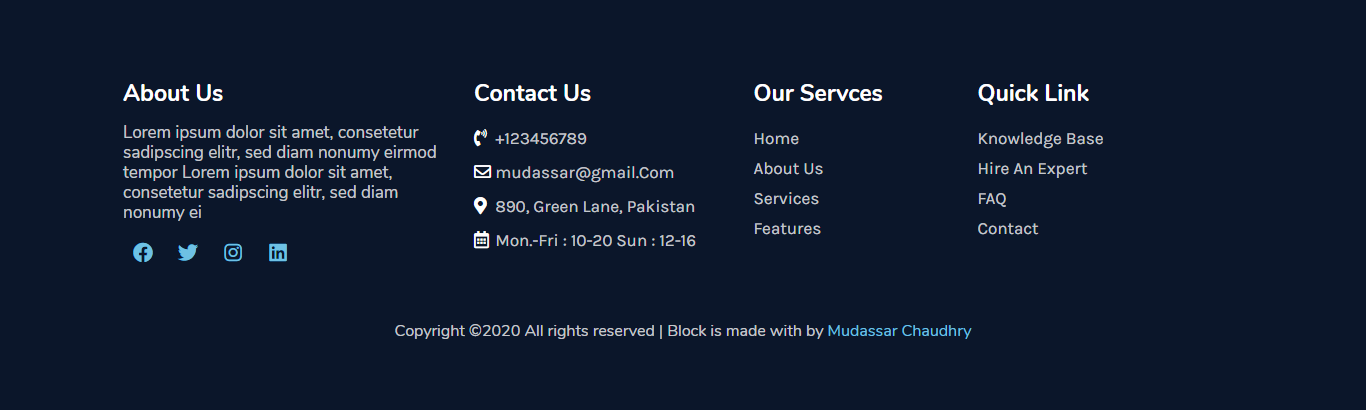 About Us
Lorem ipsum dolor sit amet, consetetur
sadipscing elitr, sed diam nonumy eirmod
tempor Lorem ipsum dolor sit amet,
consetetur sadipscing elitr, sed diam
nonumy ei
Contact Us
+123456789
mudassar@gmail.Com
890, Green Lane, Pakistan
Mon.-Fri : 10-20 Sun : 12-16
Our Servces
Home
About Us
Services
Features
Quick Link
Knowledge Base
Hire An Expert
FAQ
Contact
Copyright ©2020 All rights reserved | Block is made with by Mudassar Chaudhry